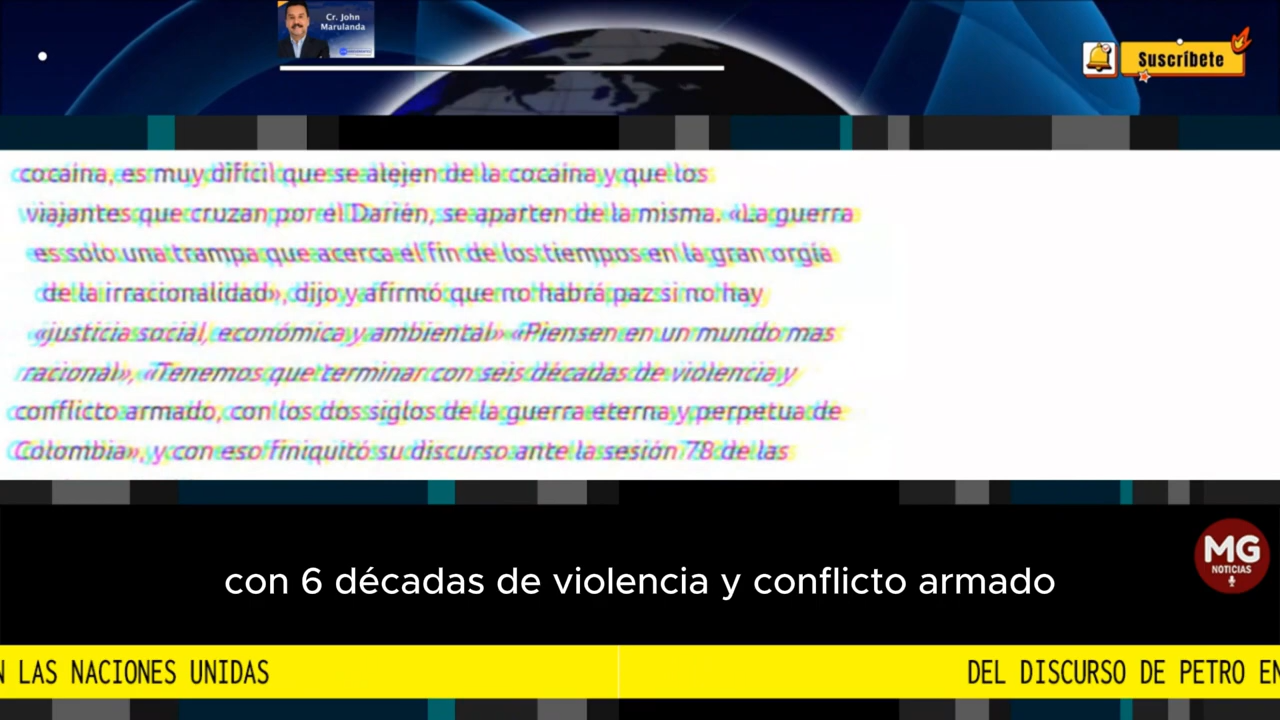 Cr. John
Marulanda
Suscríbete
cocaína, es muy difícil que se alejen de la cocaína y que los
viajantes que cruzan por el Darién, se aparten de la misma. «La guerra
es sólo una trampa que acerca el fin de los tiempos en la gran orgía
de la irracionalidad», dijo y afirmó que no habrá paz si no hay
«justicia social, económica y ambiental» «Piensen en un mundo mas
racional», «Tenemos que terminar con seis décadas de violencia y
conflicto armado, con los dos siglos de la guerra eterna y perpetua de
Colombia», y con eso finiquitó su discurso ante la sesión 78 de las
MG
NOTICIAS
con 6 décadas de violencia y conflicto armado
N LAS NACIONES UNIDAS
DEL DISCURSO DE PETRO EN